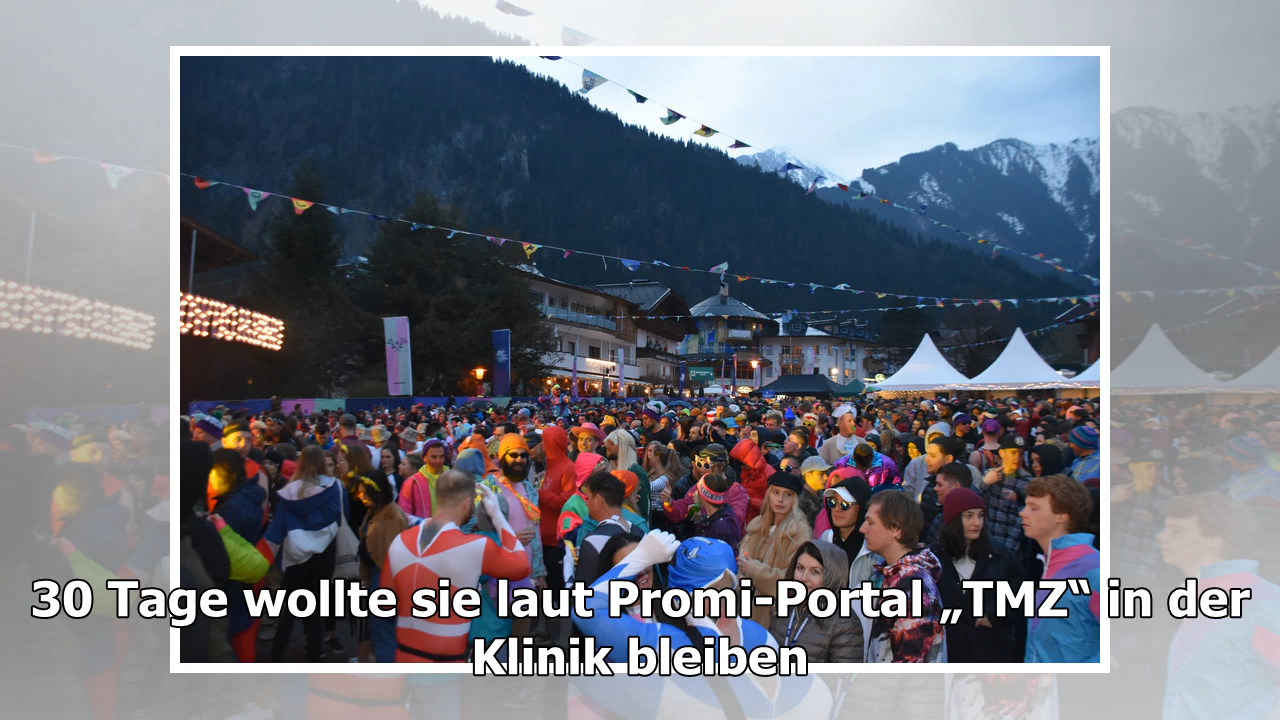 30 Tage wollte sie laut Promi-Portal „TMZ“ in der
Klinik bleiben